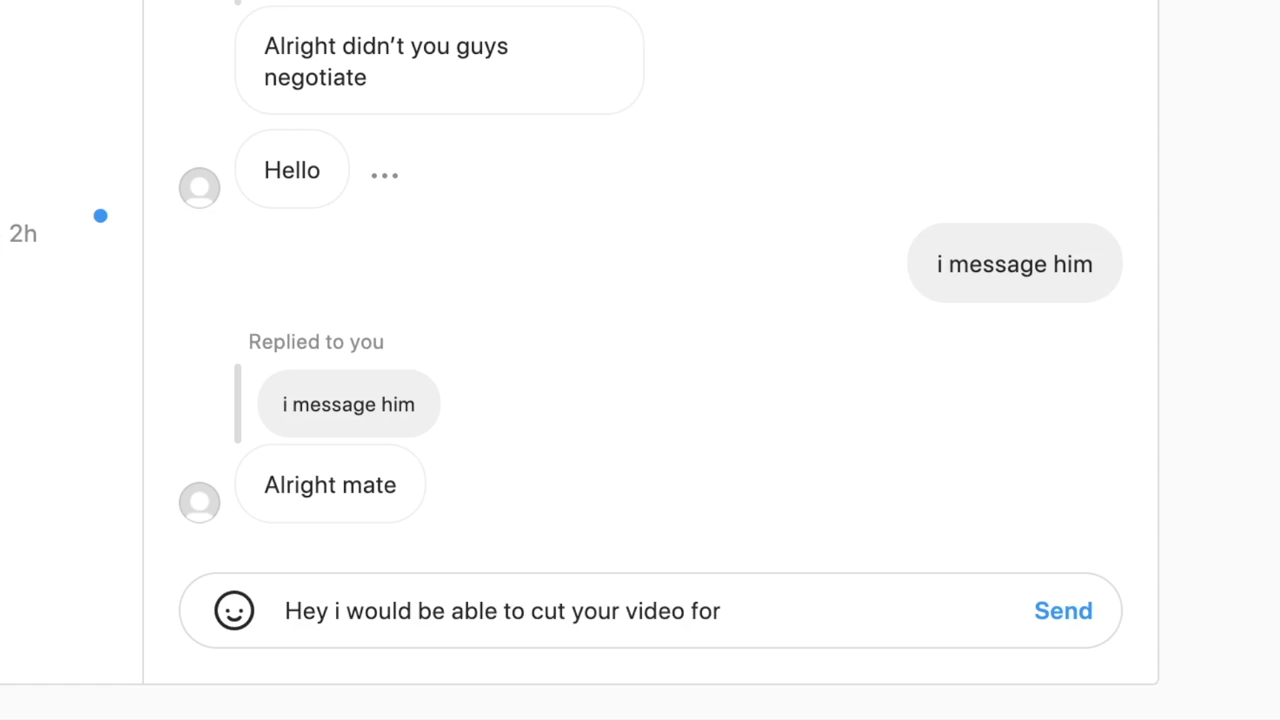 Alright didn’t you guys
negotiate
Hello
2h
i message him
Replied to you
i message him
Alright mate
Hey i would be able to cut your video for
Send